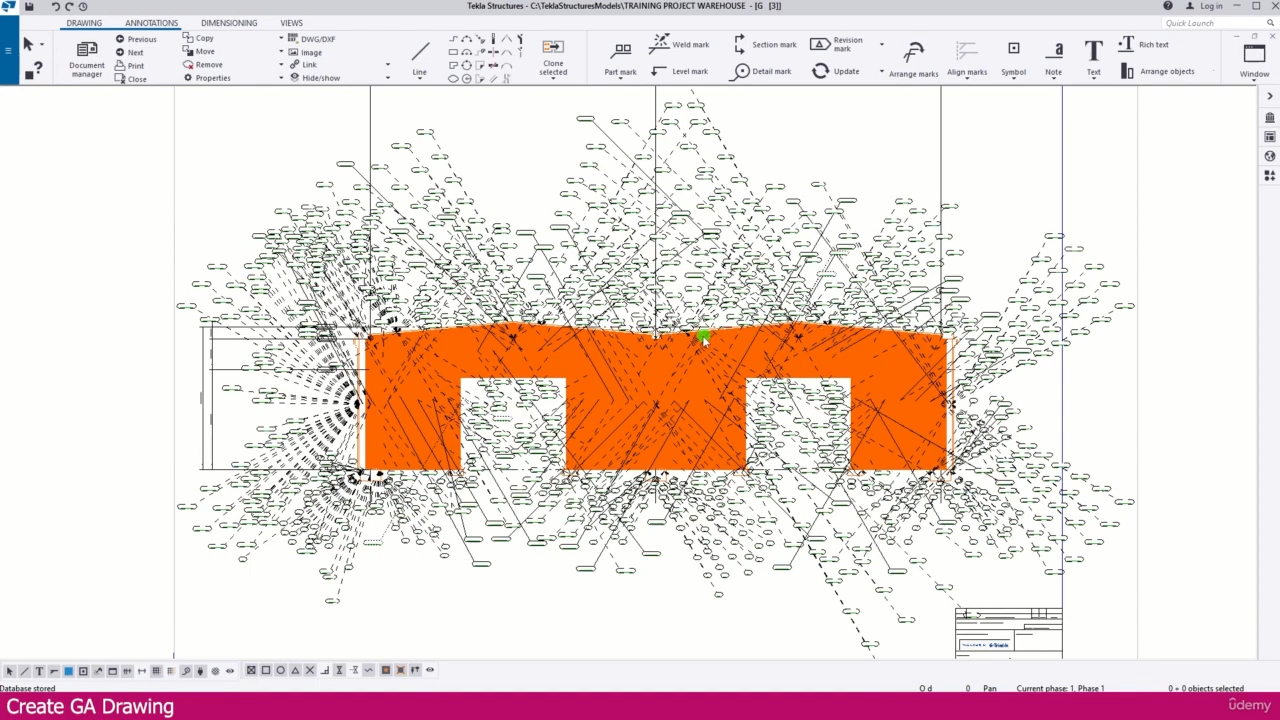 Tekla Structures - C:\TeklaStructuresModels\TRAINING PROJECT WAREHOUSE - [G [3]]
Log in
DRAWING ANNOTATIONS DIMENSIONING VIEWS
Quick Launch
Document manager
Previous
Next
Print
Close
Copy
Move
Remove
Properties
DWG/DXF
Image
Link
Hide/show
Line
Clone selected
Part mark
Weld mark
Level mark
Section mark
Detail mark
Revision mark
Update
Arrange marks
Align marks
Symbol
Note
Text
Rich text
Arrange objects
Window
Database stored
O d 0 Pan Current phase: 1, Phase 1 0 + 0 objects selected
Create GA Drawing
ûdemy